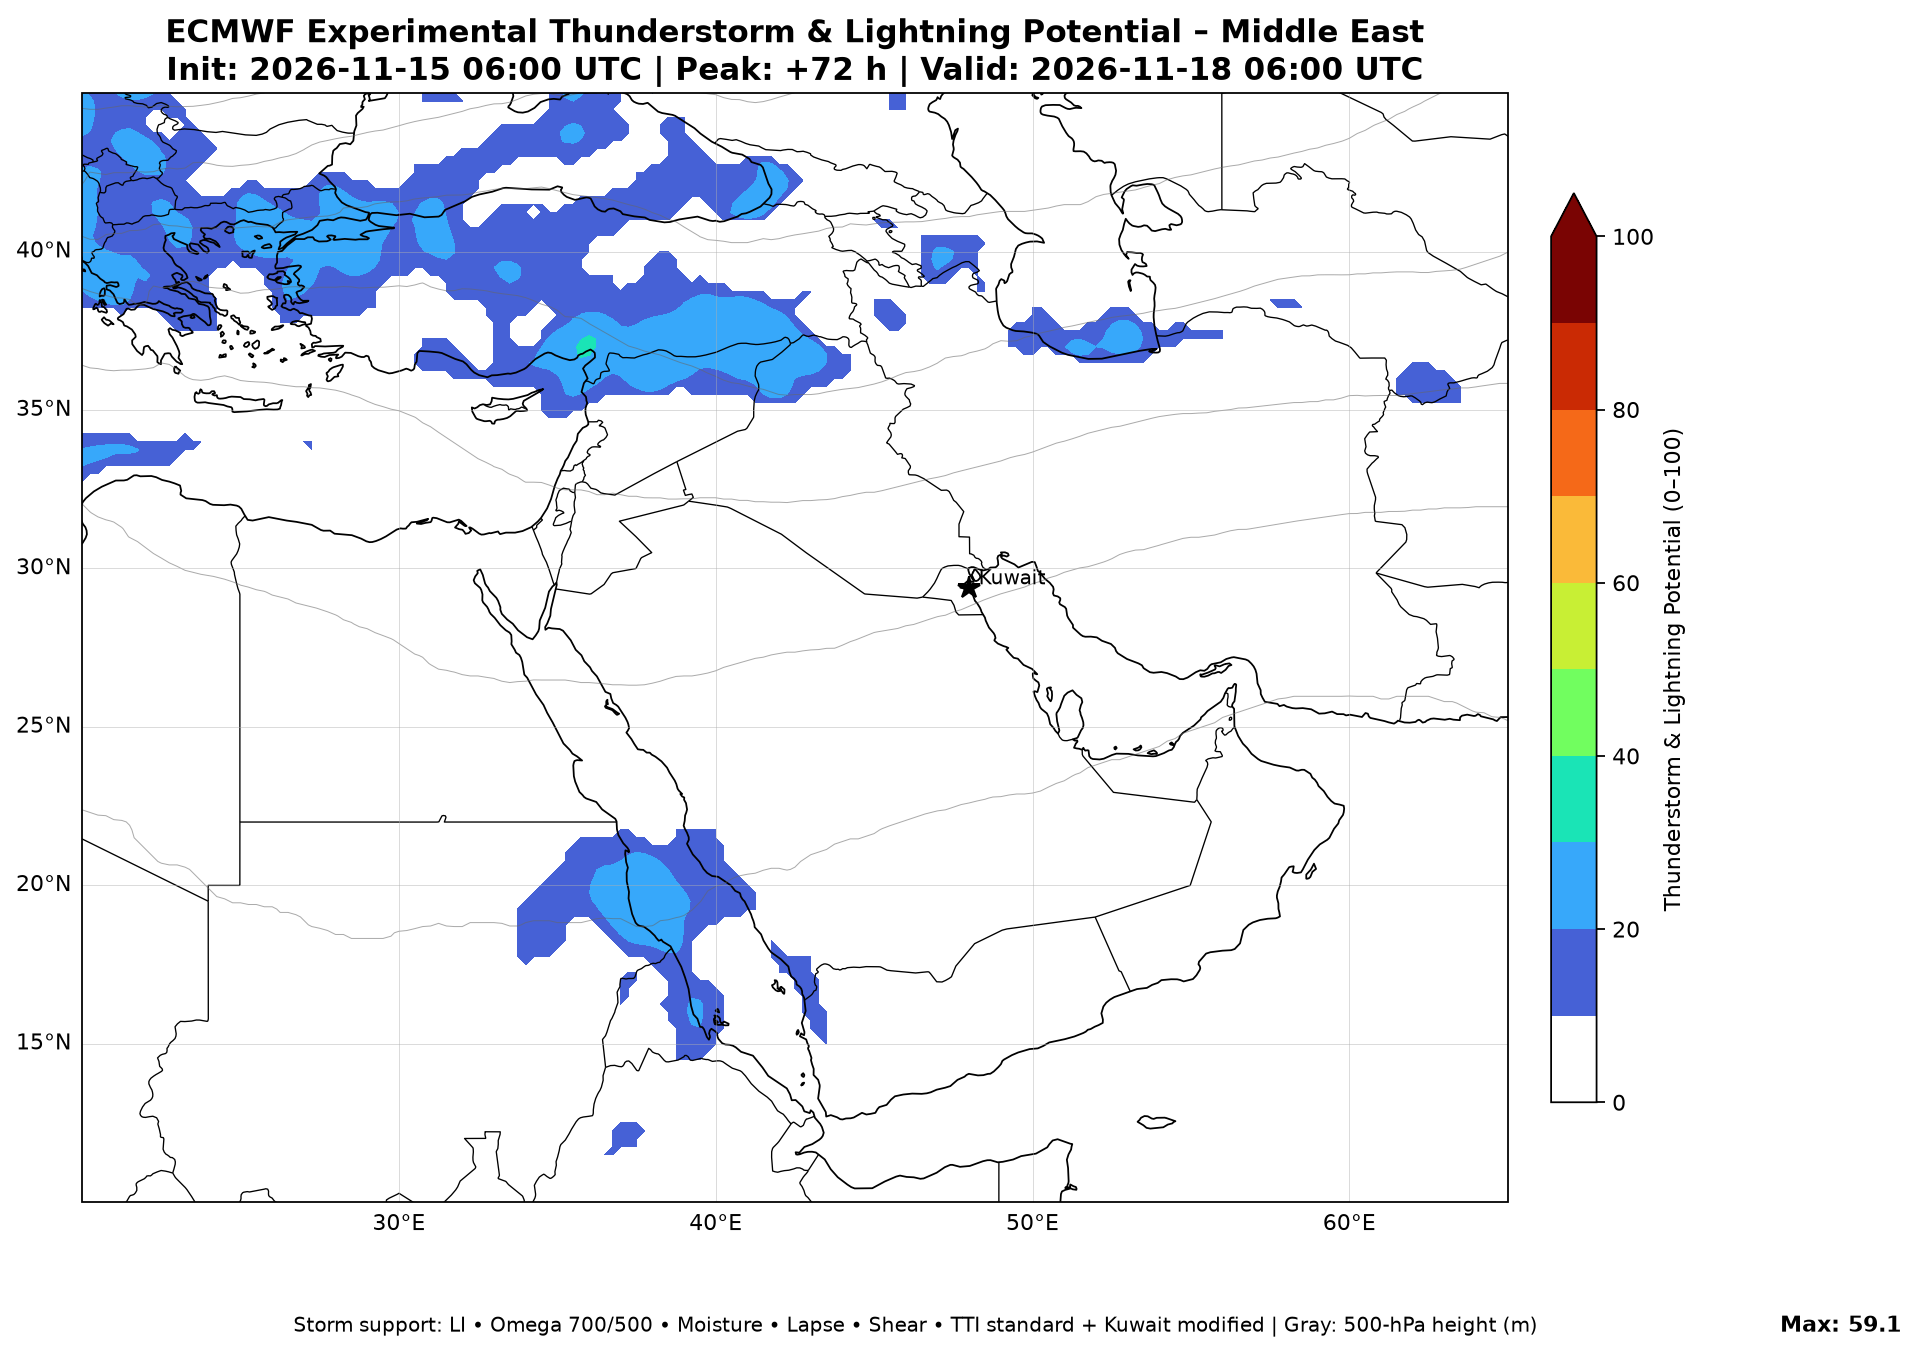 ECMWF Experimental Thunderstorm & Lightning Potential – Middle East
Init: 2026-11-15 06:00 UTC | Peak: +72 h | Valid: 2026-11-18 06:00 UTC
40°N
35°N
30°N
25°N
20°N
15°N
30°E
40°E
50°E
60°E
Kuwait
100
80
60
40
20
0
Thunderstorm & Lightning Potential (0–100)
Storm support: LI • Omega 700/500 • Moisture • Lapse • Shear • TTI standard + Kuwait modified | Gray: 500-hPa height (m)
Max: 59.1